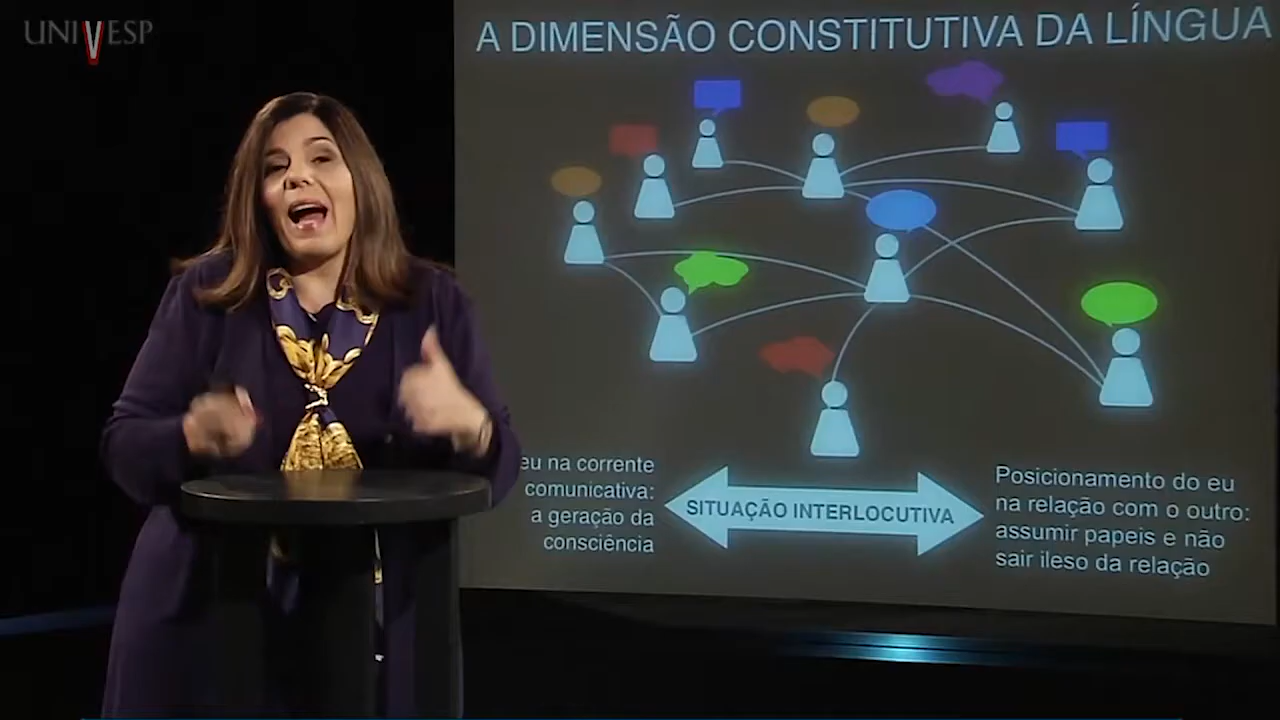 UNIVESP
A DIMENSÃO CONSTITUTIVA DA LÍNGUA
eu na corrente
comunicativa:
a geração da
consciência
SITUAÇÃO INTERLOCUTIVA
Posicionamento do eu
na relação com o outro:
assumir papeis e não
sair ileso da relação